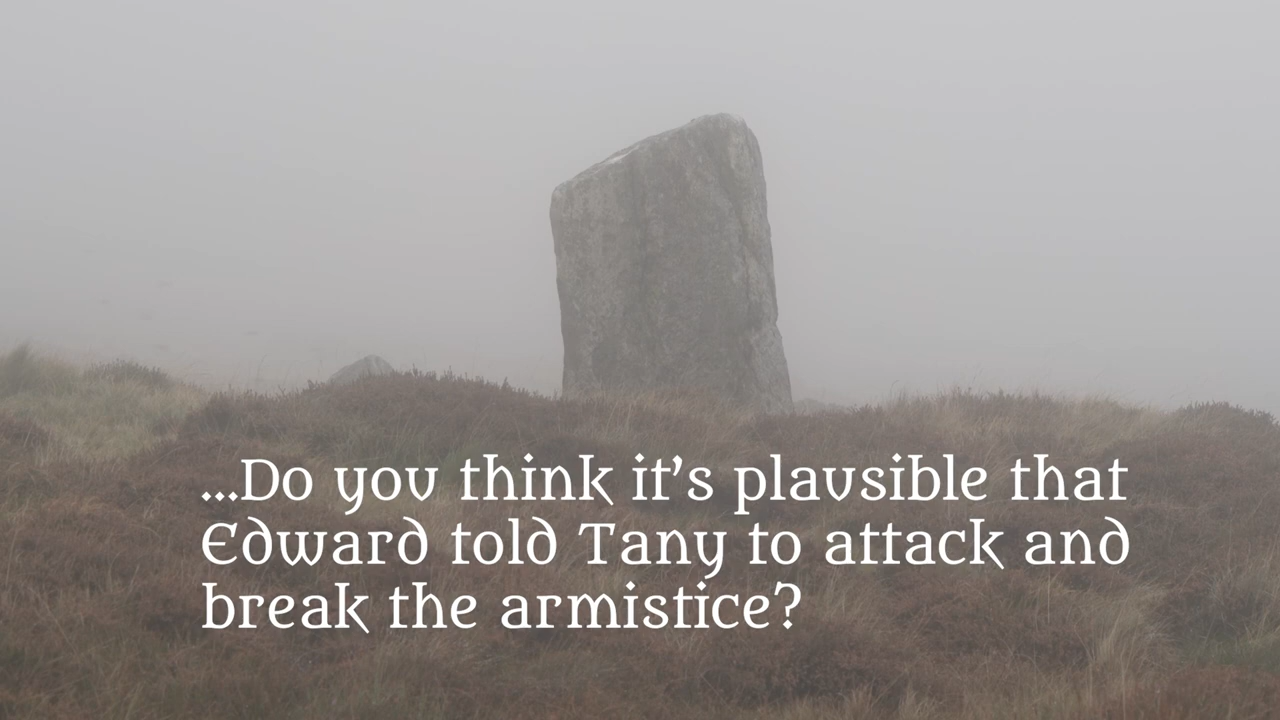 ...Do you think it's plausible that
Edward told Tany to attack and
break the armistice?